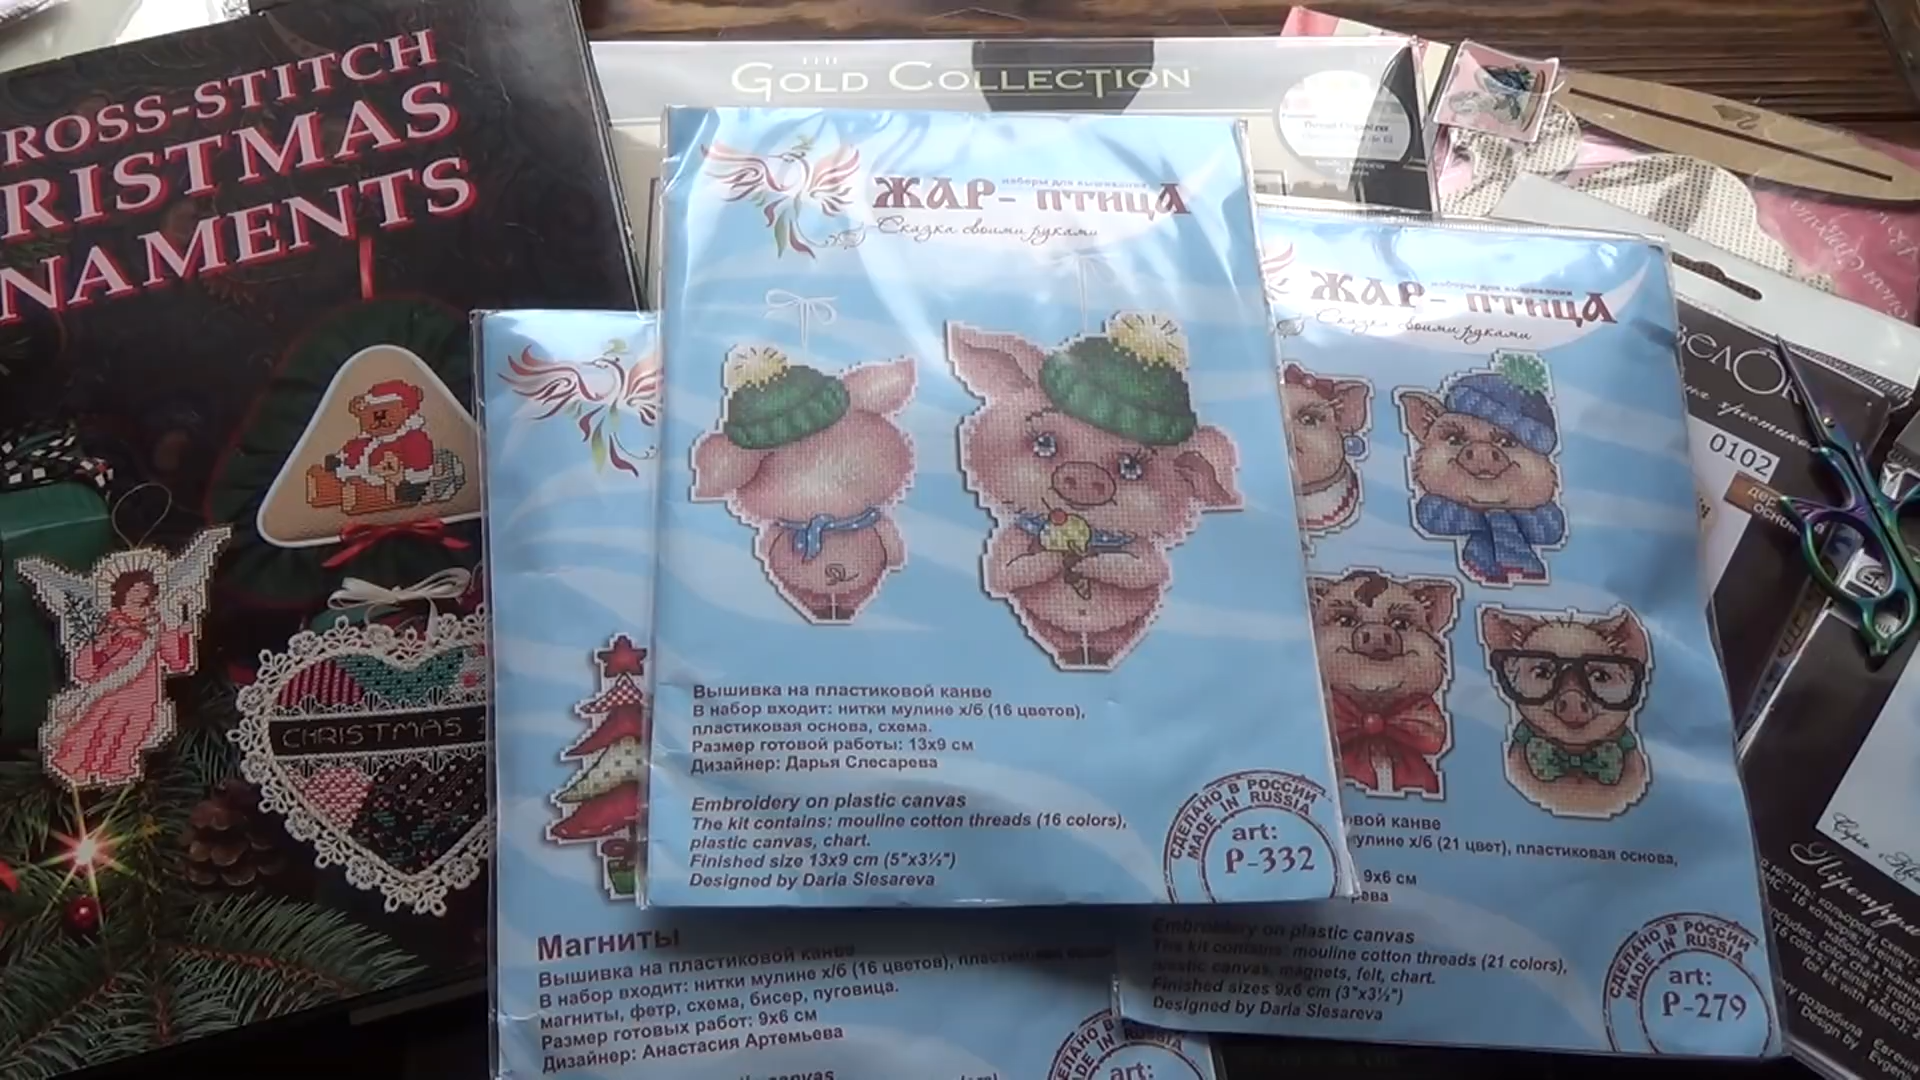 ROSS-STITCH
RISTMAS
NAMENTS
CHRISTMAS
THE
GOLD COLLECTION
ЖАР-ПТИЦА
наборы для вышивания
Сказка своими руками
Вышивка на пластиковой канве
В набор входит: нитки мулине х/б (16 цветов),
пластиковая основа, схема.
Размер готовой работы: 13х9 см
Дизайнер: Дарья Слесарева
Embroidery on plastic canvas
The kit contains: mouline cotton threads (16 colors),
plastic canvas, chart.
Finished size 13x9 cm (5"x3½")
Designed by Daria Slesareva
СДЕЛАНО В РОССИИ
MADE IN RUSSIA
art:
P-332
ЖАР-ПТИЦА
наборы для вышивания
Сказка своими руками
овой канве
улине х/б (21 цвет), пластиковая основа,
9х6 см
рева
Embroidery on plastic canvas
The kit contains: mouline cotton threads (21 colors),
plastic canvas, magnets, felt, chart.
Finished sizes 9x6 cm (3"x3½")
Designed by Daria Slesareva
СДЕЛАНО В РОССИИ
MADE IN RUSSIA
art:
P-279
Магниты
Вышивка на пластиковой канве
В набор входит: нитки мулине х/б (16 цветов),
магниты, фетр, схема, бисер, пуговица.
Размер готовых работ: 9х6 см
Дизайнер: Анастасия Артемьева
art:
0102